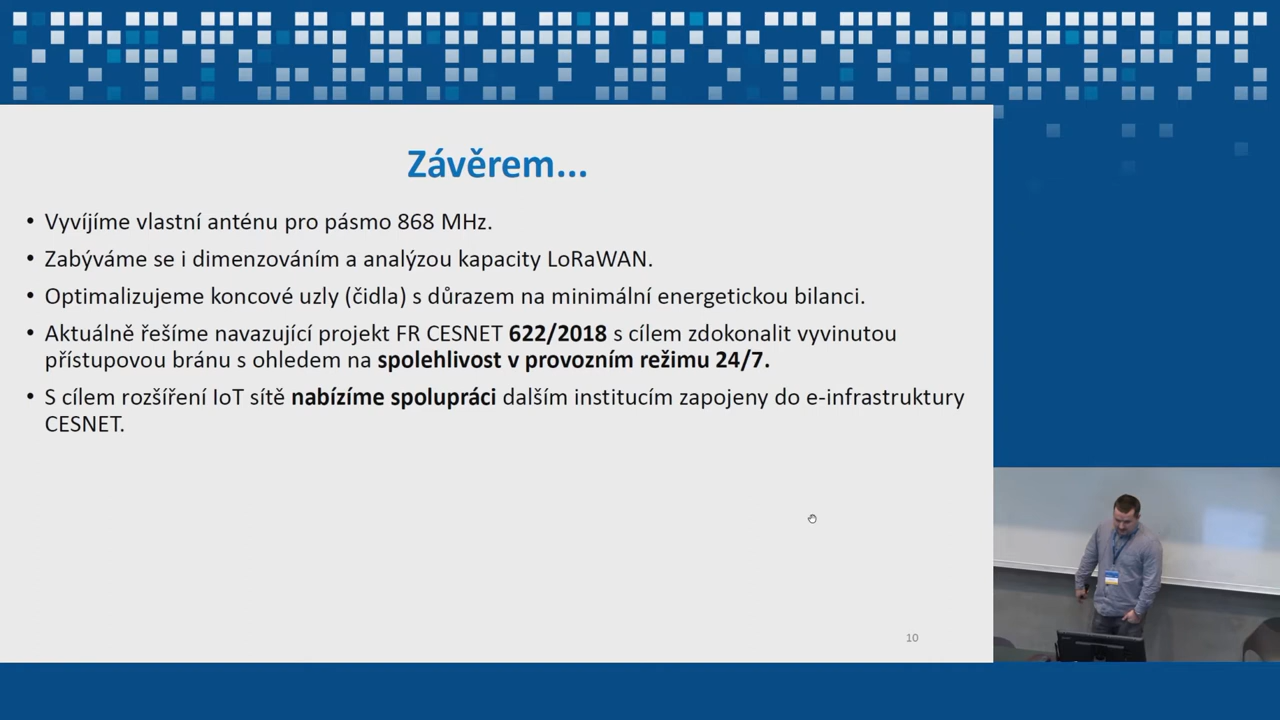 Závěrem...
• Vyvíjíme vlastní anténu pro pásmo 868 MHz.
• Zabýváme se i dimenzováním a analýzou kapacity LoRaWAN.
• Optimalizujeme koncové uzly (čidla) s důrazem na minimální energetickou bilanci.
• Aktuálně řešíme navazující projekt FR CESNET 622/2018 s cílem zdokonalit vyvinutou
přístupovou bránu s ohledem na spolehlivost v provozním režimu 24/7.
• S cílem rozšíření IoT sítě nabízíme spolupráci dalším institucím zapojeny do e-infrastruktury
CESNET.
10